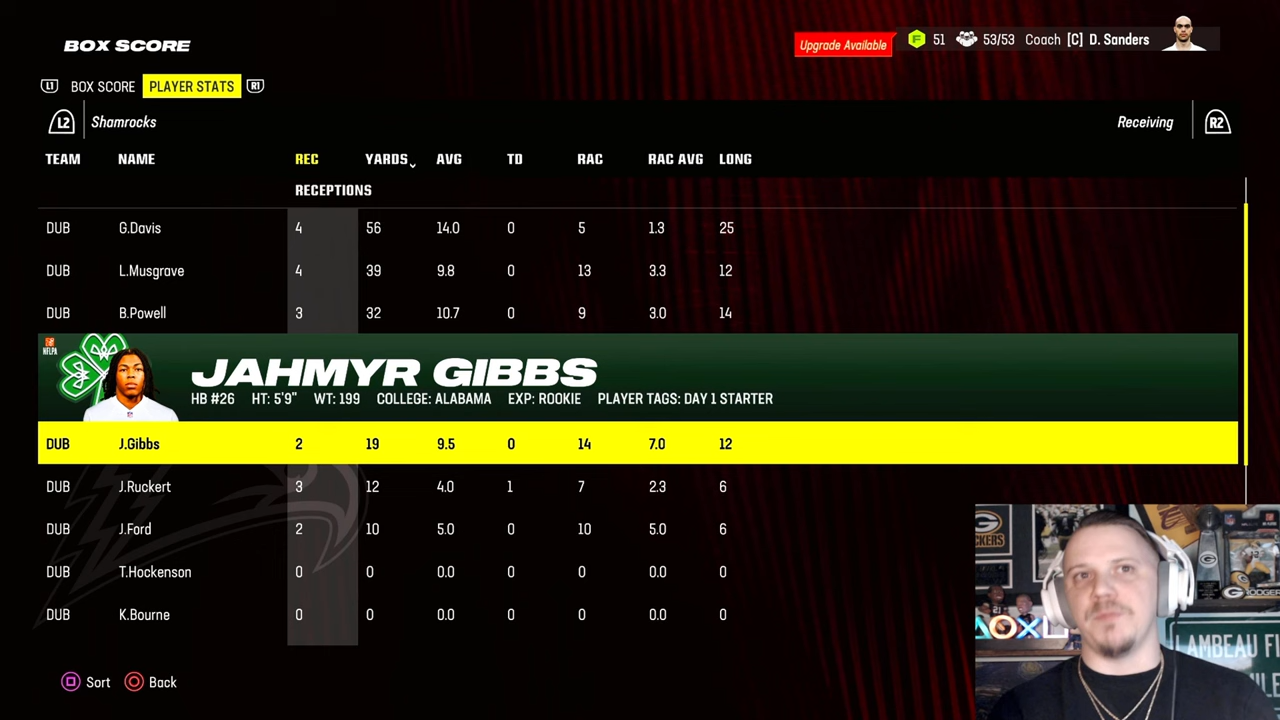 BOX SCORE
Upgrade Available 51 53/53 Coach [C] D. Sanders
L1 BOX SCORE PLAYER STATS R1
L2 Shamrocks Receiving R2
TEAM NAME REC YARDS AVG TD RAC RAC AVG LONG
RECEPTIONS
DUB G.Davis 4 56 14.0 0 5 1.3 25
DUB L.Musgrave 4 39 9.8 0 13 3.3 12
DUB B.Powell 3 32 10.7 0 9 3.0 14
NFLPA
JAHMYR GIBBS
HB #26 HT: 5'9" WT: 199 COLLEGE: ALABAMA EXP: ROOKIE PLAYER TAGS: DAY 1 STARTER
DUB J.Gibbs 2 19 9.5 0 14 7.0 12
DUB J.Ruckert 3 12 4.0 1 7 2.3 6
DUB J.Ford 2 10 5.0 0 10 5.0 6
DUB T.Hockenson 0 0 0.0 0 0 0.0 0
DUB K.Bourne 0 0 0.0 0 0 0.0 0
Sort Back
LAMBEAU FI